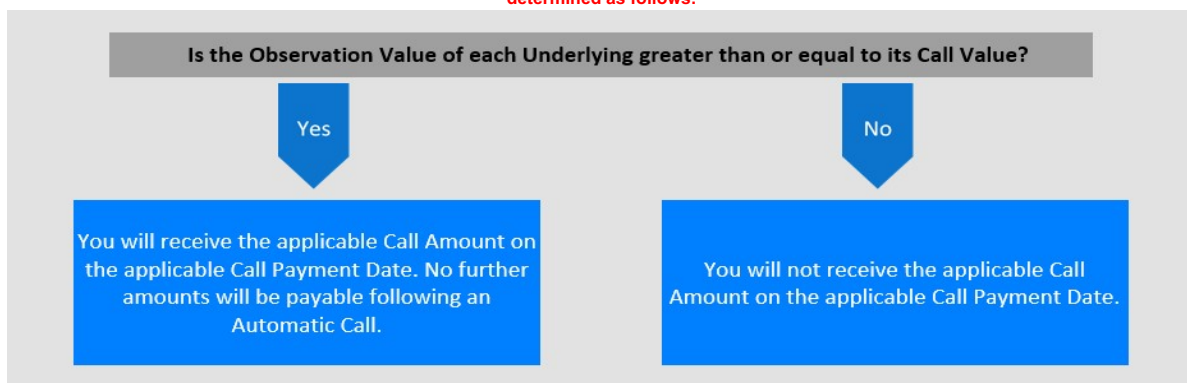 determined as follows:
Is the Observation Value of each Underlying greater than or equal to its Call Value?
Yes
No
You will receive the applicable Call Amount on
the applicable Call Payment Date. No further
amounts will be payable following an
Automatic Call.
You will not receive the applicable Call
Amount on the applicable Call Payment Date.